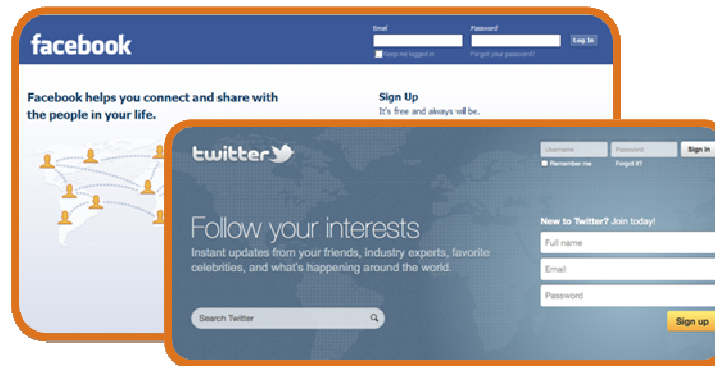 facebook
Email
Password
Log In
Keep me logged in
Forgot your password?
Facebook helps you connect and share with
the people in your life.
Sign Up
It's free and always will be.
twitter
Username
Password
Sign in
Remember me
Forgot it?
Follow your interests
Instant updates from your friends, industry experts, favorite
celebrities, and what's happening around the world.
Search Twitter
New to Twitter? Join today!
Full name
Email
Password
Sign up